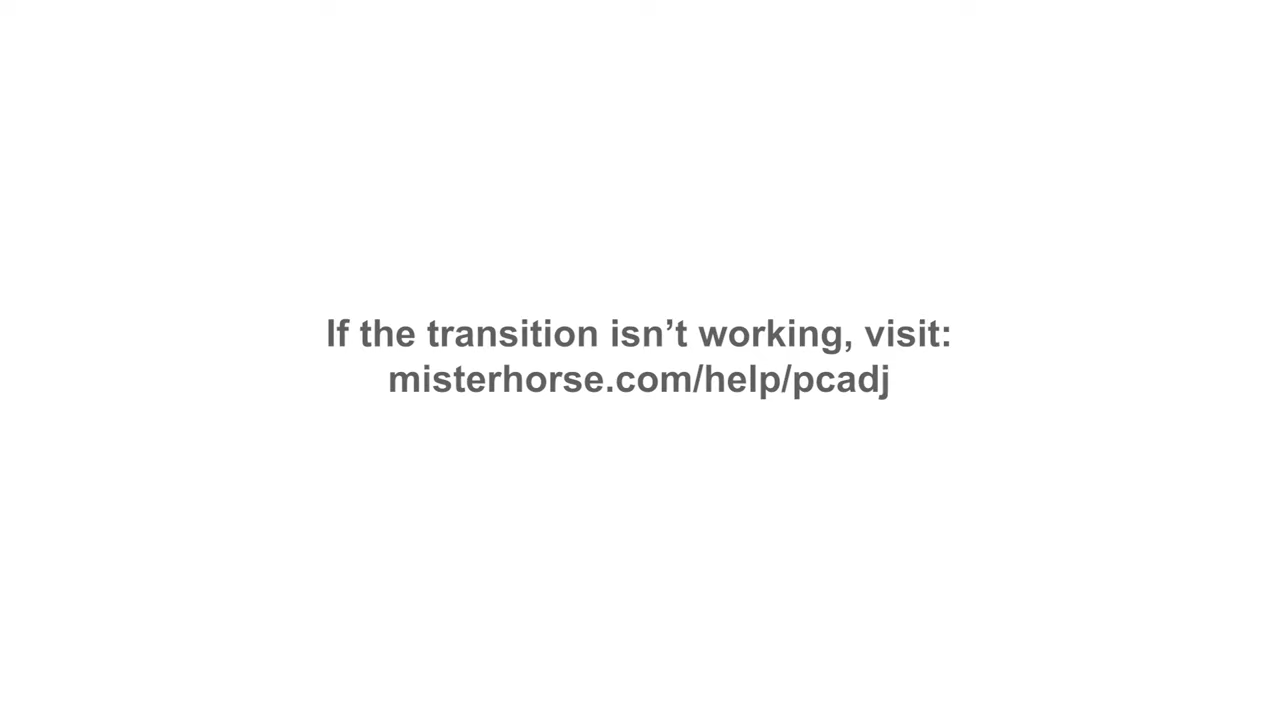 If the transition isn’t working, visit:
misterhorse.com/help/pcadj